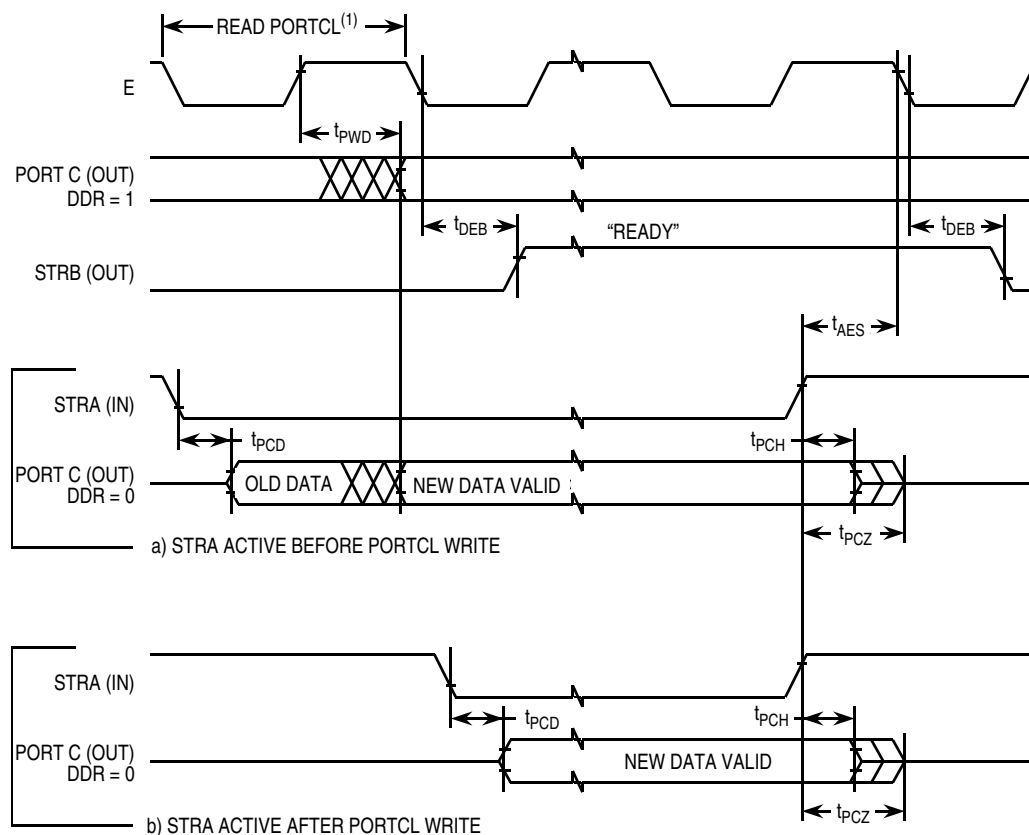 READ PORTCL(1)
E
tPWD
PORT C (OUT)
DDR = 1
tDEB
“READY”
tDEB
STRB (OUT)
tAES
STRA (IN)
tPCD
tPCH
PORT C (OUT)
DDR = 0
OLD DATA
NEW DATA VALID
tPCZ
a) STRA ACTIVE BEFORE PORTCL WRITE
STRA (IN)
tPCD
tPCH
PORT C (OUT)
DDR = 0
NEW DATA VALID
tPCZ
b) STRA ACTIVE AFTER PORTCL WRITE